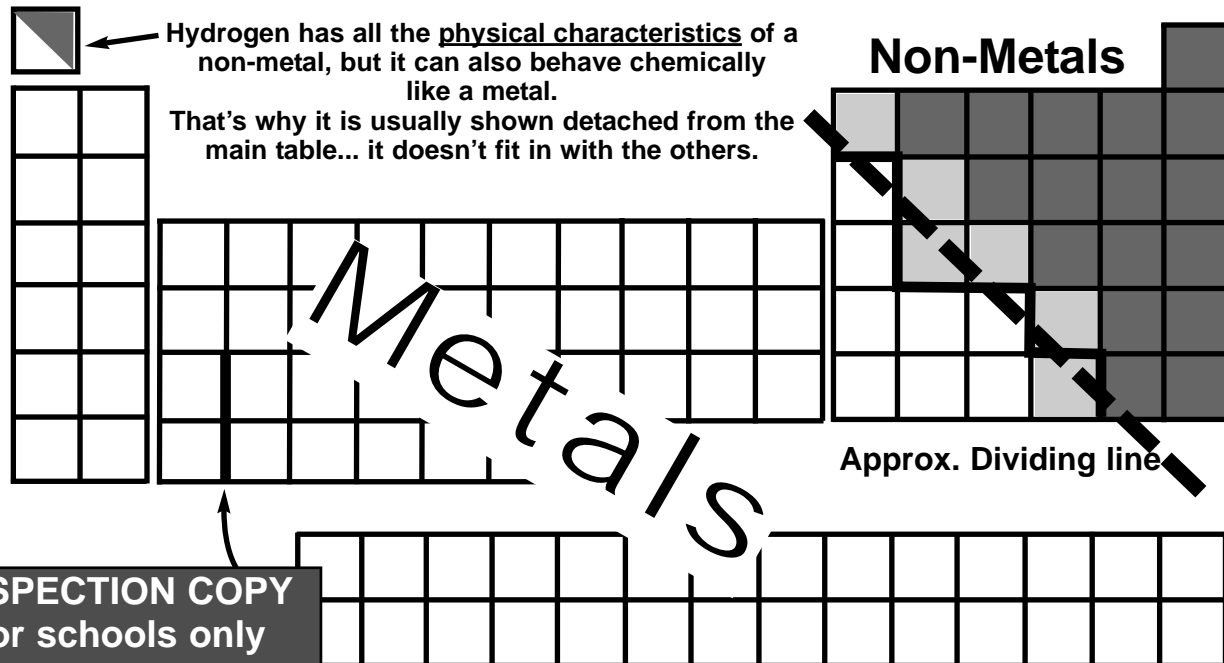 Hydrogen has all the physical characteristics of a
non-metal, but it can also behave chemically
like a metal.
That's why it is usually shown detached from the
main table... it doesn't fit in with the others.
Non-Metals
Metals
Approx. Dividing line
SPECTION COPY
or schools only